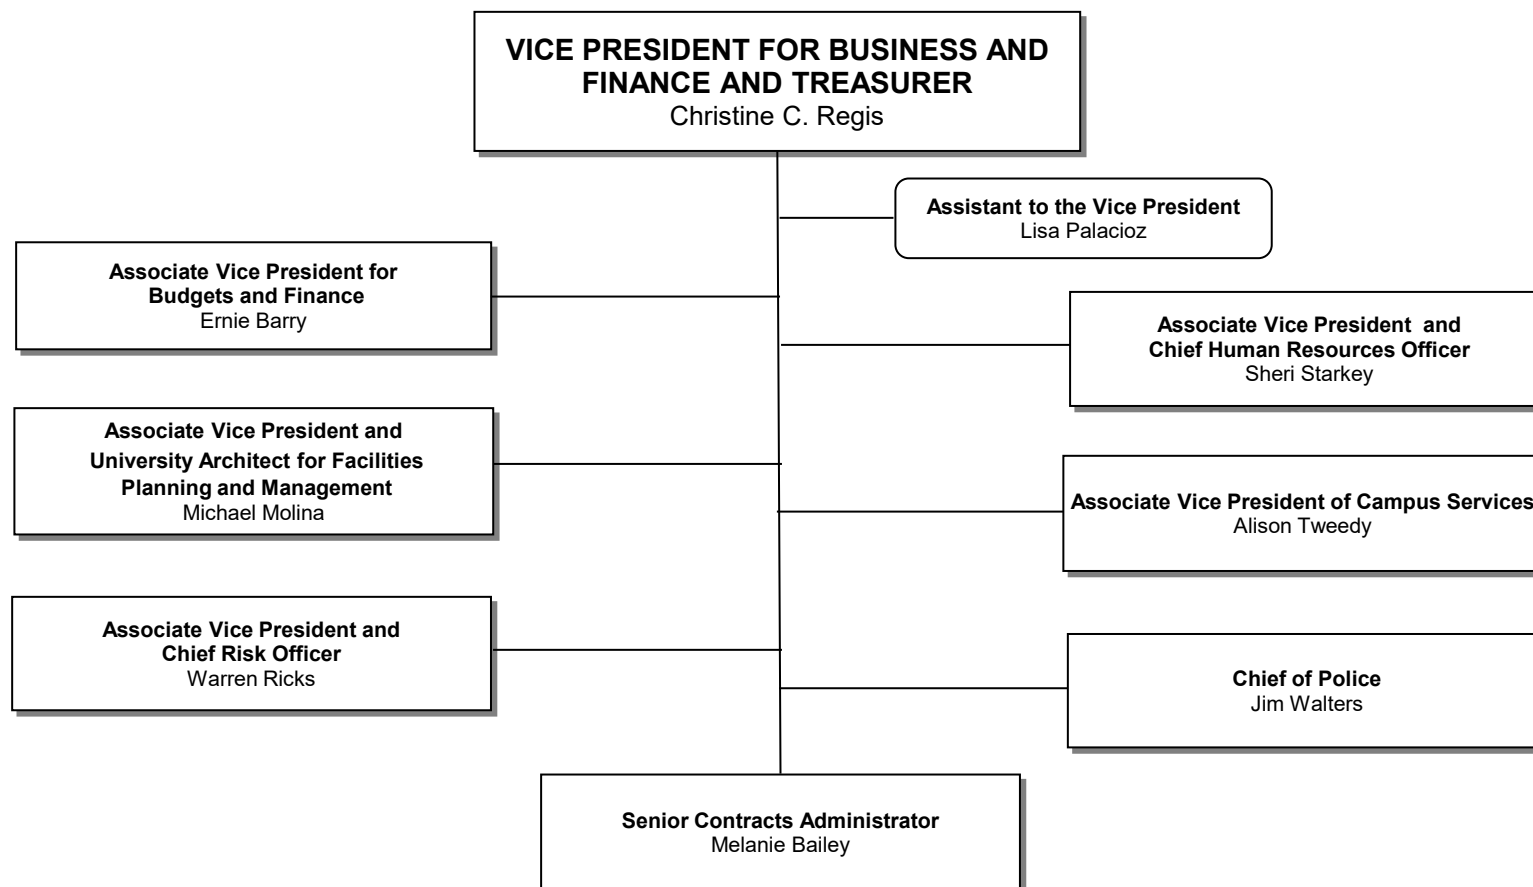 VICE PRESIDENT FOR BUSINESS AND
FINANCE AND TREASURER
Christine C. Regis
Assistant to the Vice President
Lisa Palacioz
Associate Vice President for
Budgets and Finance
Ernie Barry
Associate Vice President and
Chief Human Resources Officer
Sheri Starkey
Associate Vice President and
University Architect for Facilities
Planning and Management
Michael Molina
Associate Vice President of Campus Services
Alison Tweedy
Associate Vice President and
Chief Risk Officer
Warren Ricks
Chief of Police
Jim Walters
Senior Contracts Administrator
Melanie Bailey